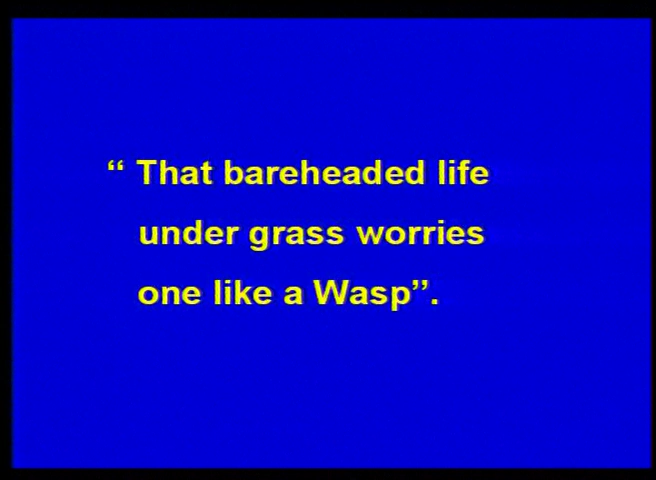 “ That bareheaded life
under grass worries
one like a Wasp”.